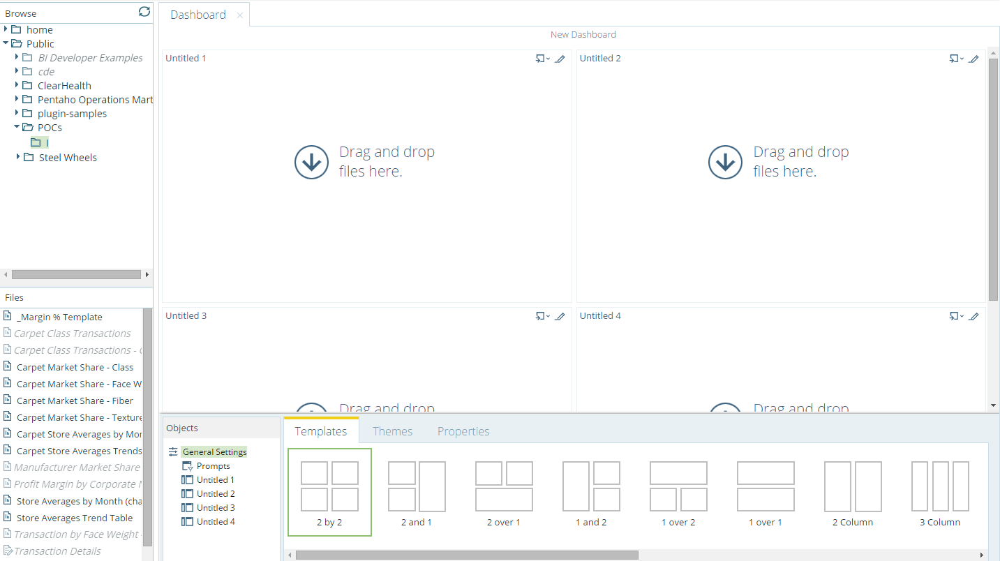 Browse
home
Public
BI Developer Examples
cde
ClearHealth
Pentaho Operations Mart
plugin-samples
POCs
Steel Wheels
Files
_Margin % Template
Carpet Class Transactions
Carpet Class Transactions -
Carpet Market Share - Class
Carpet Market Share - Face W
Carpet Market Share - Fiber
Carpet Market Share - Texture
Carpet Store Averages by Mor
Carpet Store Averages Trends
Manufacturer Market Share
Profit Margin by Corporate
Store Averages by Month (cha
Store Averages Trend Table
Transaction by Face Weight -
Transaction Details
Dashboard
New Dashboard
Untitled 1
Drag and drop
files here.
Untitled 2
Drag and drop
files here.
Untitled 3
Drag and drop
Untitled 4
Drag and drop
Objects
General Settings
Prompts
Untitled 1
Untitled 2
Untitled 3
Untitled 4
Templates Themes Properties
2 by 2
2 and 1
2 over 1
1 and 2
1 over 2
1 over 1
2 Column
3 Column